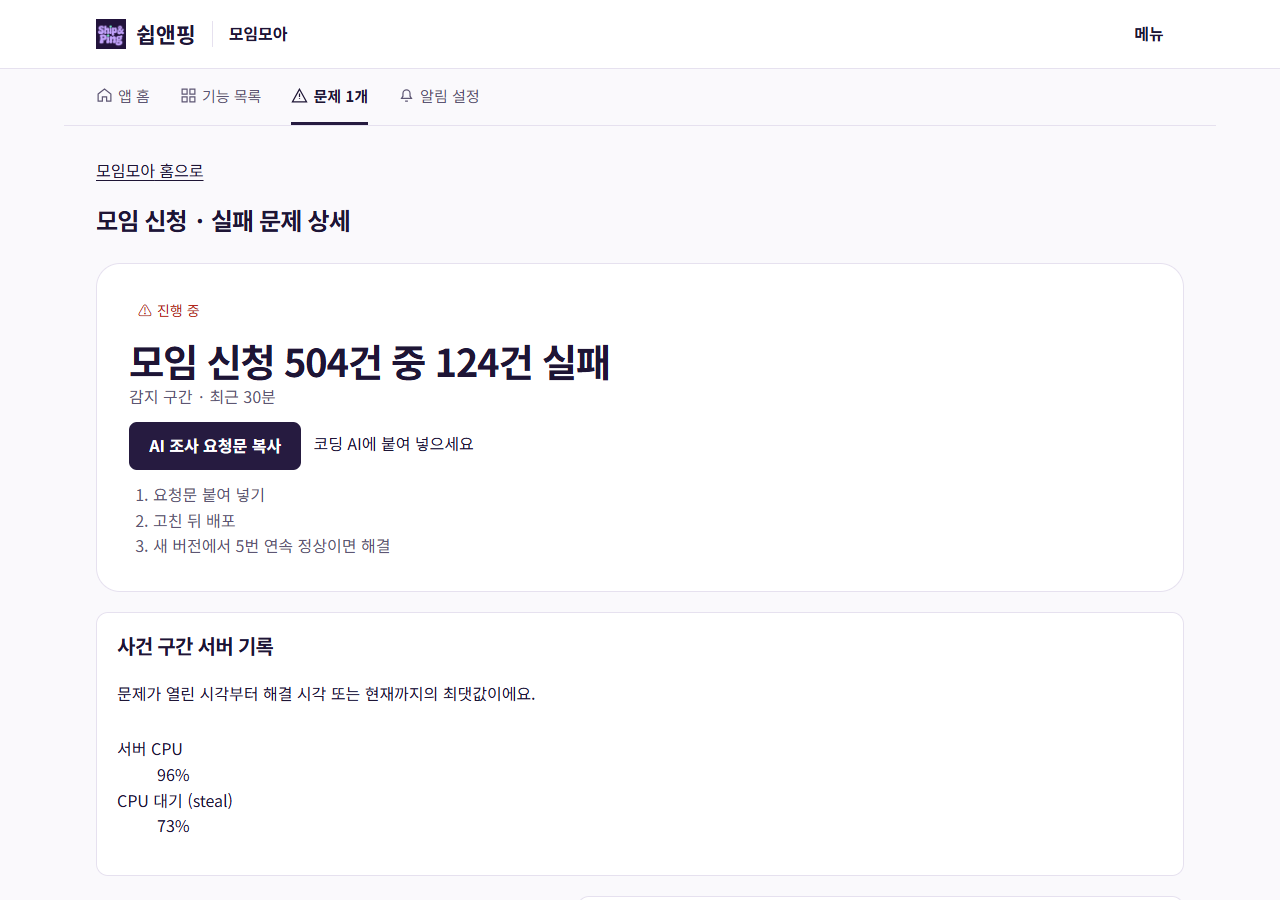 Ship& Ping 쉽앤핑 모임모아 메뉴
앱 홈 기능 목록 문제 1개 알림 설정
모임모아 홈으로
모임 신청 · 실패 문제 상세
진행 중
모임 신청 504건 중 124건 실패
감지 구간 · 최근 30분
AI 조사 요청문 복사 코딩 AI에 붙여 넣으세요
1. 요청문 붙여 넣기
2. 고친 뒤 배포
3. 새 버전에서 5번 연속 정상이면 해결
사건 구간 서버 기록
문제가 열린 시각부터 해결 시각 또는 현재까지의 최댓값이에요.
서버 CPU
96%
CPU 대기 (steal)
73%